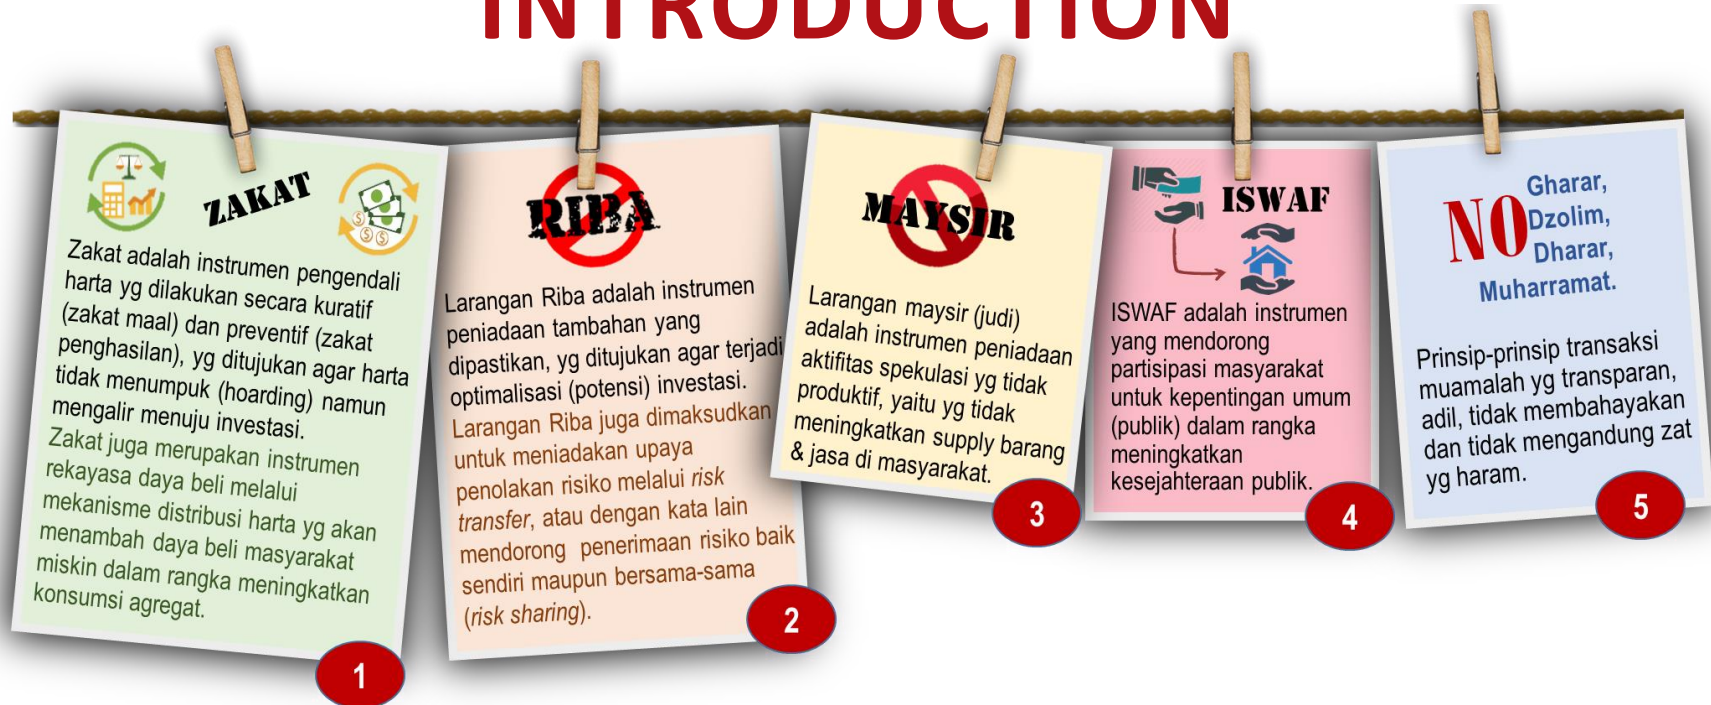 INTRODUCTION
ZAKAT
Zakat adalah instrumen pengendali
harta yg dilakukan secara kuratif
(zakat maal) dan preventif (zakat
penghasilan), yg ditujukan agar harta
tidak menumpuk (hoarding) namun
mengalir menuju investasi.
Zakat juga merupakan instrumen
rekayasa daya beli melalui
mekanisme distribusi harta yg akan
menambah daya beli masyarakat
miskin dalam rangka meningkatkan
konsumsi agregat.
1
RIBA
Larangan Riba adalah instrumen
peniadaan tambahan yang
dipastikan, yg ditujukan agar terjadi
optimalisasi (potensi) investasi.
Larangan Riba juga dimaksudkan
untuk meniadakan upaya
penolakan risiko melalui risk
transfer, atau dengan kata lain
mendorong penerimaan risiko baik
sendiri maupun bersama-sama
(risk sharing).
2
MAYSIR
Larangan maysir (judi)
adalah instrumen peniadaan
aktifitas spekulasi yg tidak
produktif, yaitu yg tidak
meningkatkan supply barang
& jasa di masyarakat.
3
ISWAF
ISWAF adalah instrumen
yang mendorong
partisipasi masyarakat
untuk kepentingan umum
(publik) dalam rangka
meningkatkan
kesejahteraan publik.
4
NO
Gharar,
Dzolim,
Dharar,
Muharramat.
Prinsip-prinsip transaksi
muamalah yg transparan,
adil, tidak membahayakan
dan tidak mengandung zat
yg haram.
5